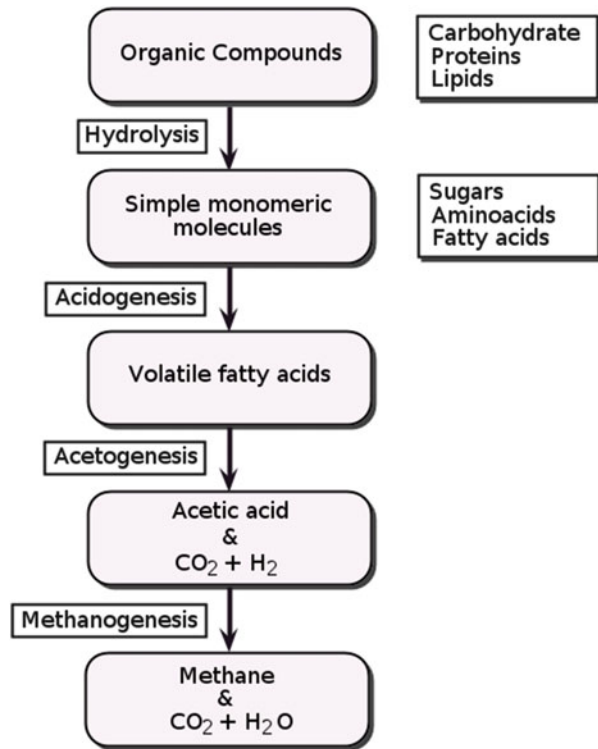 Organic Compounds
Carbohydrate
Proteins
Lipids
Hydrolysis
Simple monomeric
molecules
Sugars
Aminoacids
Fatty acids
Acidogenesis
Volatile fatty acids
Acetogenesis
Acetic acid
&
CO₂ + H₂
Methanogenesis
Methane
&
CO₂ + H₂O